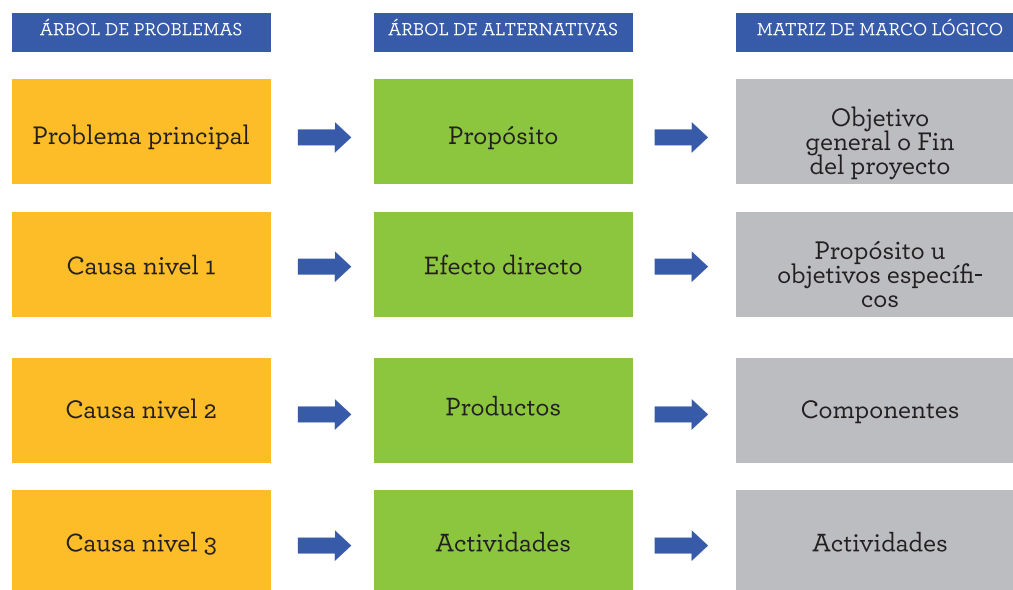 ÁRBOL DE PROBLEMAS
ÁRBOL DE ALTERNATIVAS
MATRIZ DE MARCO LÓGICO
Problema principal
Propósito
Objetivo
general o Fin
del proyecto
Causa nivel 1
Efecto directo
Propósito u
objetivos específi-
cos
Causa nivel 2
Productos
Componentes
Causa nivel 3
Actividades
Actividades